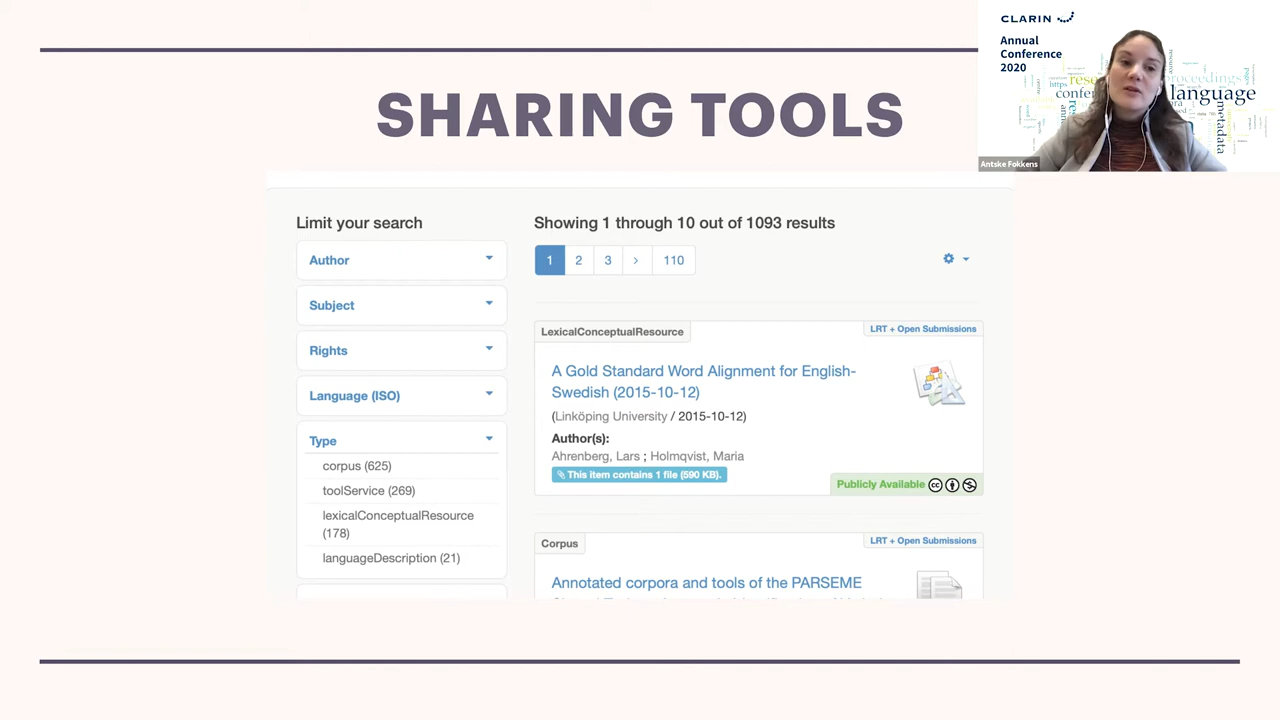 SHARING TOOLS
CLARIN
Annual
Conference
2020
proceedings
language
metadata
Antske Fokkens
Limit your search
Author
Subject
Rights
Language (ISO)
Type
corpus (625)
toolService (269)
lexicalConceptualResource
(178)
languageDescription (21)
Showing 1 through 10 out of 1093 results
1 2 3 › 110
LexicalConceptualResource
LRT + Open Submissions
A Gold Standard Word Alignment for English-
Swedish (2015-10-12)
(Linköping University / 2015-10-12)
Author(s):
Ahrenberg, Lars ; Holmqvist, Maria
This item contains 1 file (590 KB).
Publicly Available
Corpus
LRT + Open Submissions
Annotated corpora and tools of the PARSEME